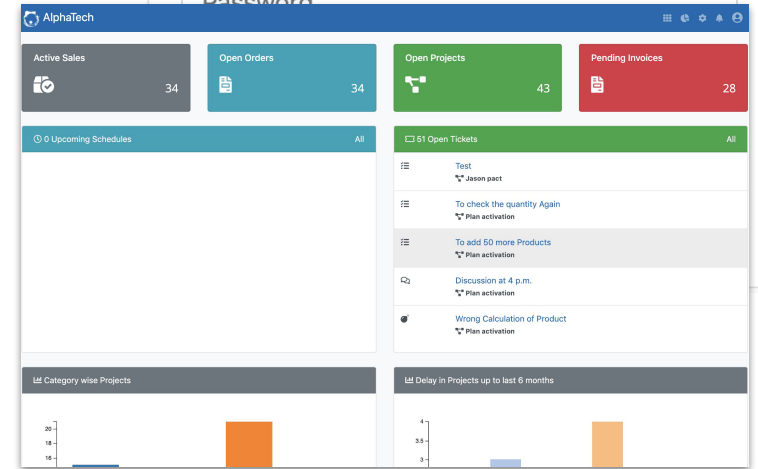 Password
AlphaTech
Active Sales
34
Open Orders
34
Open Projects
43
Pending Invoices
28
0 Upcoming Schedules All
51 Open Tickets All
Test
Jason pact
To check the quantity Again
Plan activation
To add 50 more Products
Plan activation
Discussion at 4 p.m.
Plan activation
Wrong Calculation of Product
Plan activation
Category wise Projects
20
18
16
Delay in Projects up to last 6 months
4
3.5
3